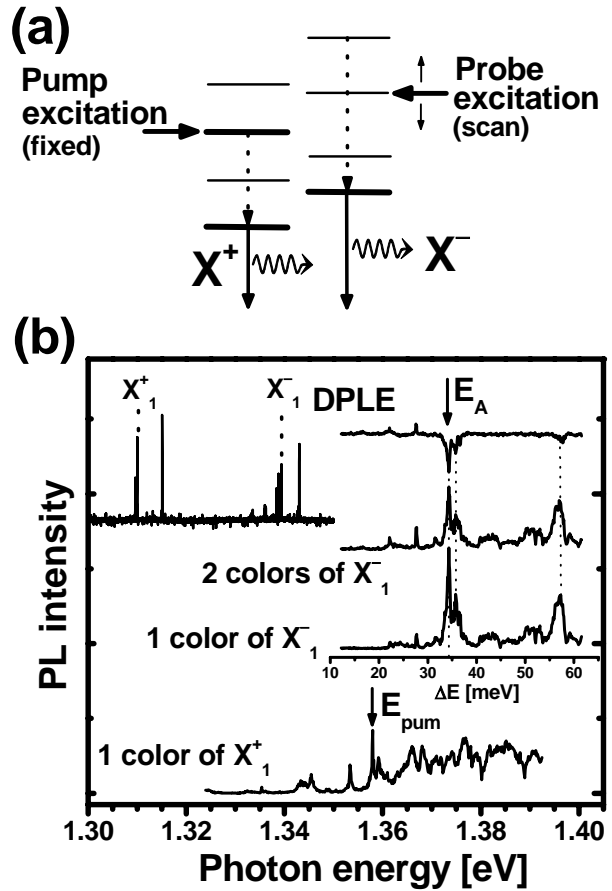 (a)
Pump
excitation
(fixed)
Probe
excitation
(scan)
X⁺
X⁻
(b)
X⁺₁
X⁻₁
DPLE
E_A
2 colors of X⁻₁
1 color of X⁻₁
10 20 30 40 50 60
ΔE [meV]
E_pum
1 color of X⁺₁
PL intensity
1.30 1.32 1.34 1.36 1.38 1.40
Photon energy [eV]